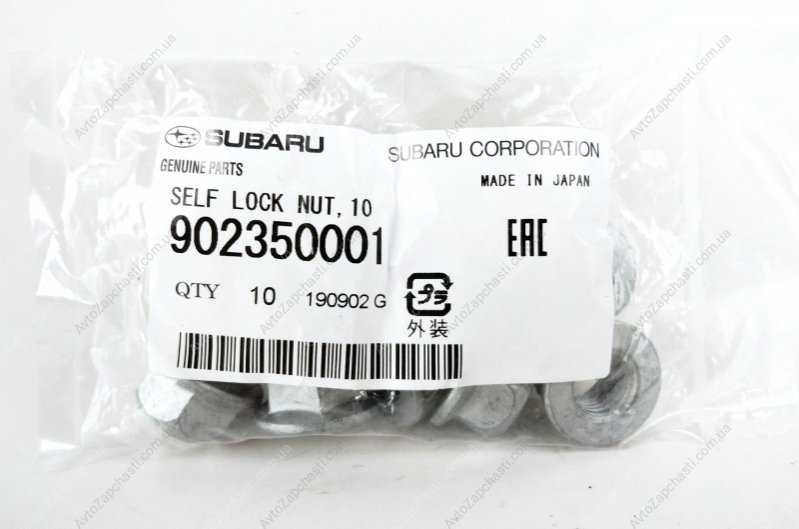 SUBARU
SUBARU CORPORATION
GENUINE PARTS
MADE IN JAPAN
SELF LOCK NUT, 10
902350001
EAC
QTY 10 190902 G
プラ
外装
AvtoZapchasti.com.ua